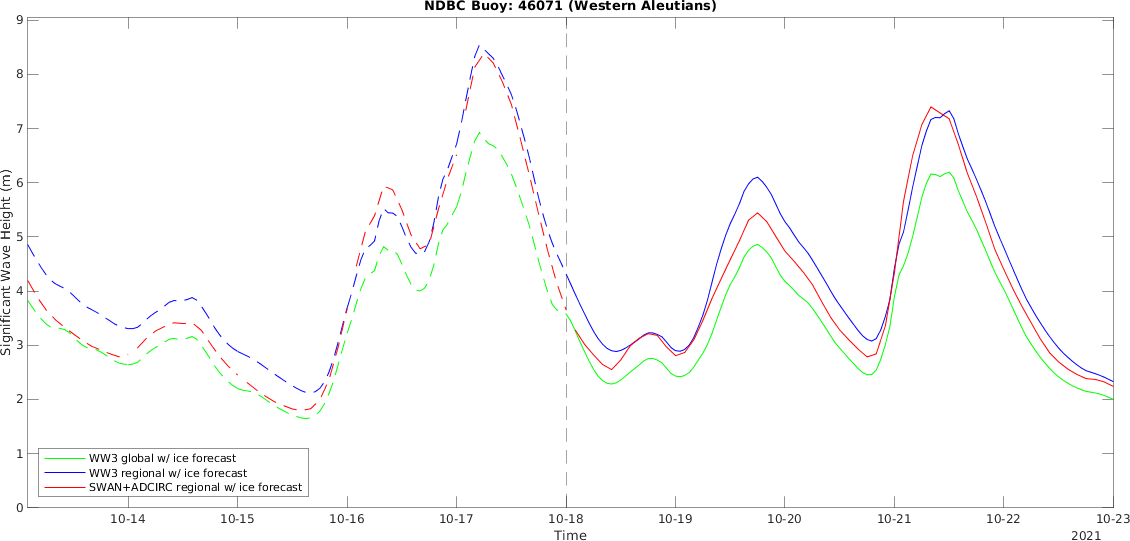 NDBC Buoy: 46071 (Western Aleutians)
9
8
7
6
5
4
3
2
1
0
Significant Wave Height (m)
WW3 global w/ ice forecast
WW3 regional w/ ice forecast
SWAN+ADCIRC regional w/ ice forecast
10-14 10-15 10-16 10-17 10-18 10-19 10-20 10-21 10-22 10-23
Time
2021